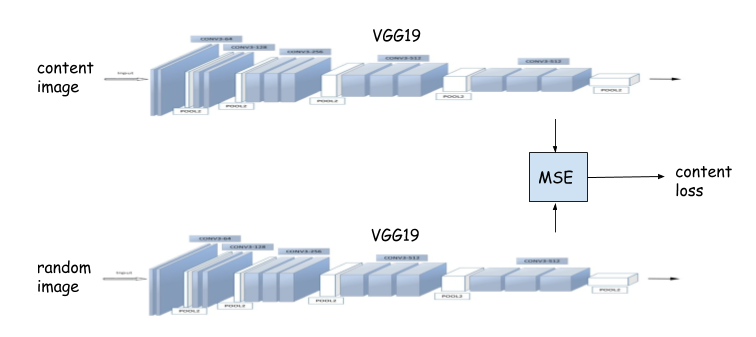 VGG19
CONV3-64
CONV3-128
CONV3-256
CONV3-512
CONV3-512
content
image
Input
POOL2
POOL2
POOL2
POOL2
POOL2
MSE
content
loss
VGG19
CONV3-64
CONV3-128
CONV3-256
CONV3-512
CONV3-512
random
image
Input
POOL2
POOL2
POOL2
POOL2
POOL2